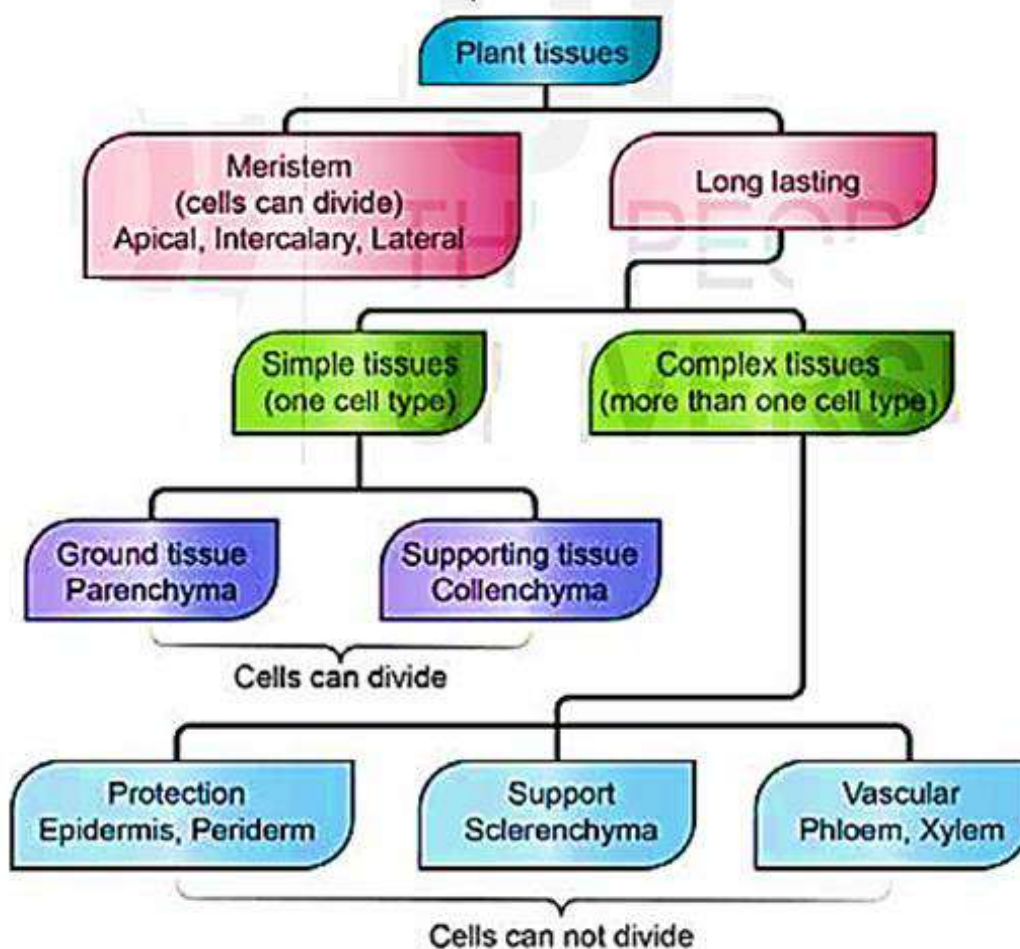 Plant tissues
Meristem
(cells can divide)
Apical, Intercalary, Lateral
Long lasting
Simple tissues
(one cell type)
Complex tissues
(more than one cell type)
Ground tissue
Parenchyma
Supporting tissue
Collenchyma
Cells can divide
Protection
Epidermis, Periderm
Support
Sclerenchyma
Vascular
Phloem, Xylem
Cells can not divide